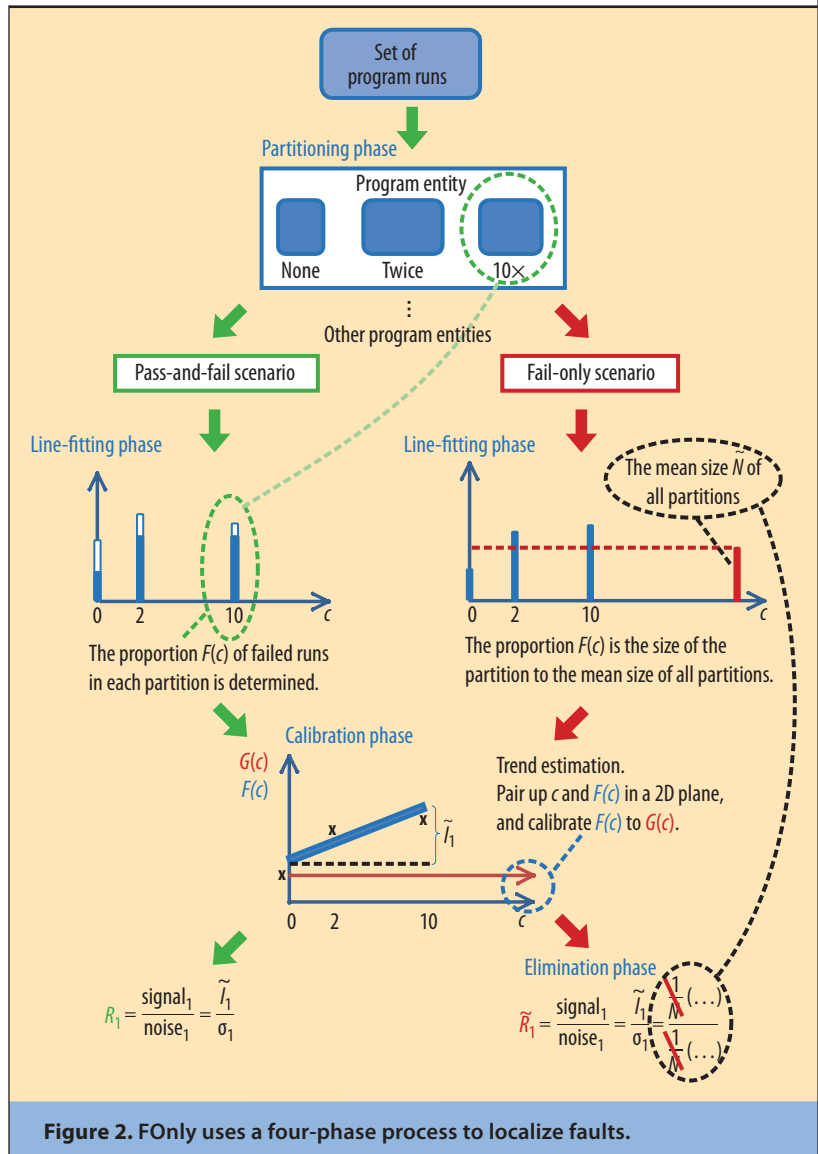 Set of
program runs
Partitioning phase
Program entity
None
Twice
10×
⋮
Other program entities
Pass-and-fail scenario
Fail-only scenario
Line-fitting phase
0
2
10
c
The proportion F(c) of failed runs
in each partition is determined.
Line-fitting phase
The mean size Ñ of
all partitions
0
2
10
c
The proportion F(c) is the size of the
partition to the mean size of all partitions.
Calibration phase
G(c)
F(c)
x
x
x
l̃₁
0
2
10
c
Trend estimation.
Pair up c and F(c) in a 2D plane,
and calibrate F(c) to G(c).
R₁ = signal₁ / noise₁ = l̃₁ / σ₁
Elimination phase
R̃₁ = signal₁ / noise₁ = l̃₁ / σ₁ = 1/Ñ (…) / 1/Ñ (…)
Figure 2. FOnly uses a four-phase process to localize faults.